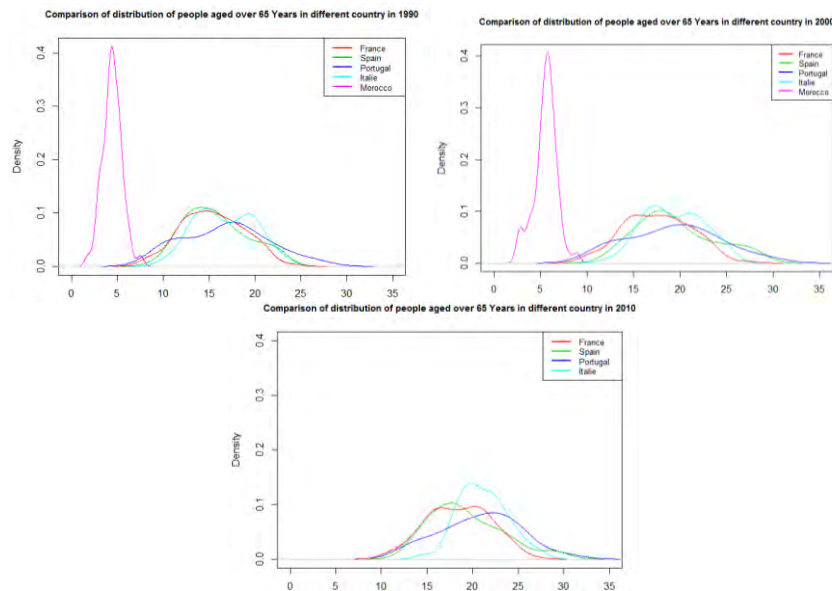 Comparison of distribution of people aged over 65 Years in different country in 1990
France
Spain
Portugal
Italie
Morocco
Density
0.4
0.3
0.2
0.1
0.0
0 5 10 15 20 25 30 35
Comparison of distribution of people aged over 65 Years in different country in 2000
France
Spain
Portugal
Italie
Morocco
Density
0.4
0.3
0.2
0.1
0.0
0 5 10 15 20 25 30 35
Comparison of distribution of people aged over 65 Years in different country in 2010
France
Spain
Portugal
Italie
Density
0.4
0.3
0.2
0.1
0.0
0 5 10 15 20 25 30 35